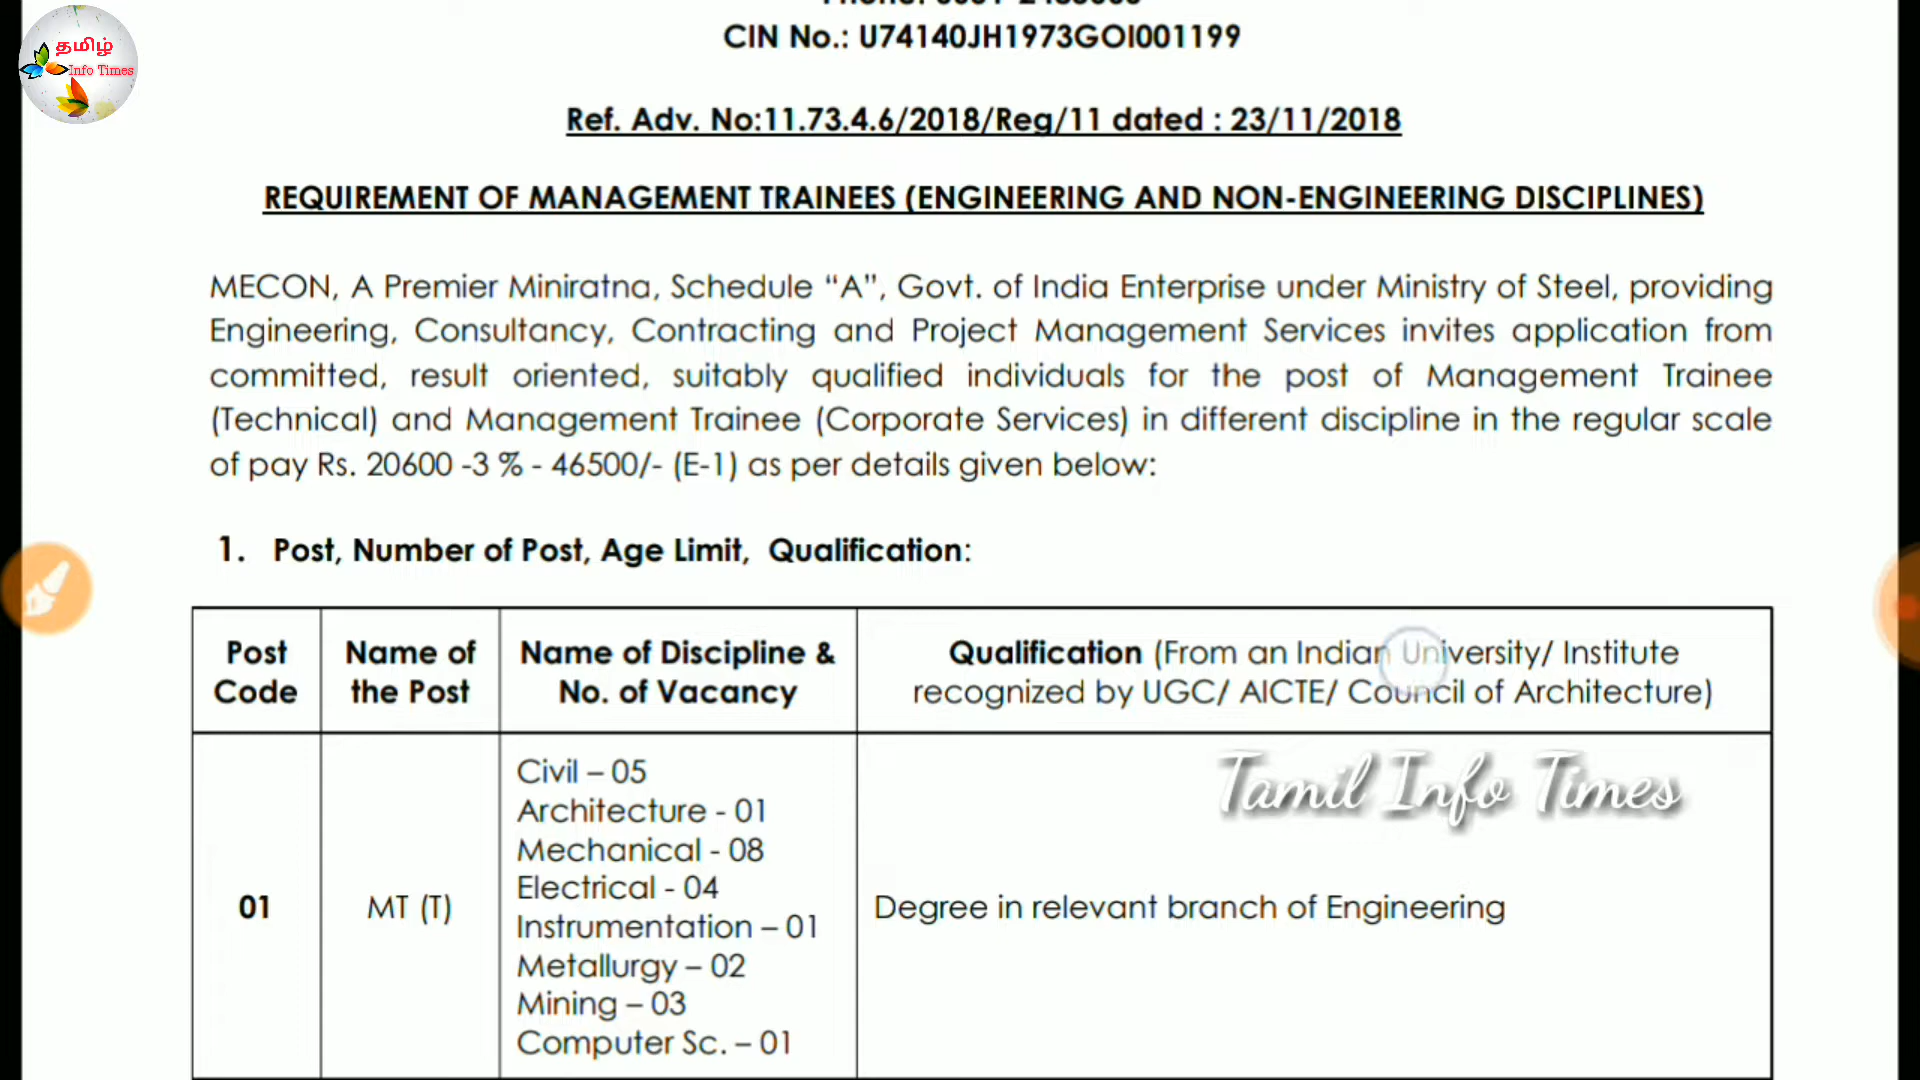 தமிழ்
Info Times
CIN No.: U74140JH1973GOI001199
Ref. Adv. No:11.73.4.6/2018/Reg/11 dated : 23/11/2018
REQUIREMENT OF MANAGEMENT TRAINEES (ENGINEERING AND NON-ENGINEERING DISCIPLINES)
MECON, A Premier Miniratna, Schedule “A”, Govt. of India Enterprise under Ministry of Steel, providing
Engineering, Consultancy, Contracting and Project Management Services invites application from
committed, result oriented, suitably qualified individuals for the post of Management Trainee
(Technical) and Management Trainee (Corporate Services) in different discipline in the regular scale
of pay Rs. 20600 -3 % - 46500/- (E-1) as per details given below:
1. Post, Number of Post, Age Limit, Qualification:
Post
Code
Name of
the Post
Name of Discipline &
No. of Vacancy
Qualification (From an Indian University/ Institute
recognized by UGC/ AICTE/ Council of Architecture)
01
MT (T)
Civil – 05
Architecture - 01
Mechanical - 08
Electrical - 04
Instrumentation – 01
Metallurgy – 02
Mining – 03
Computer Sc. – 01
Degree in relevant branch of Engineering
Tamil Info Times